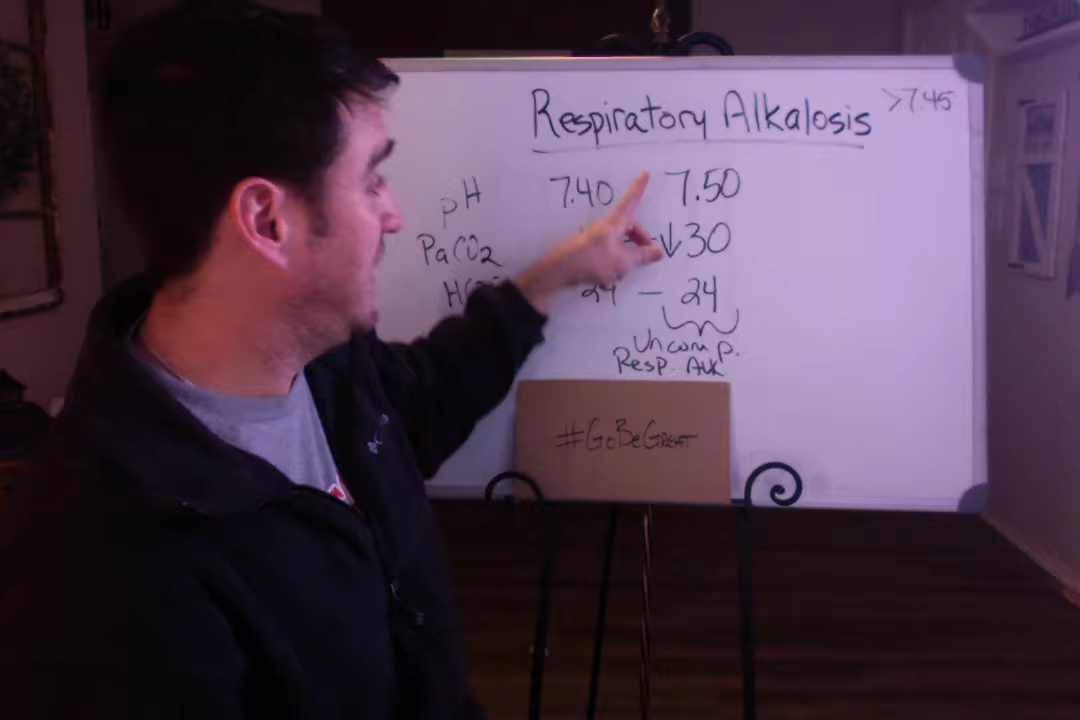 Respiratory Alkalosis >7.45
pH 7.40 7.50
PaCO2 ↓30
24 – 24
Uncomp.
Resp. Alk
#GoBeGreat